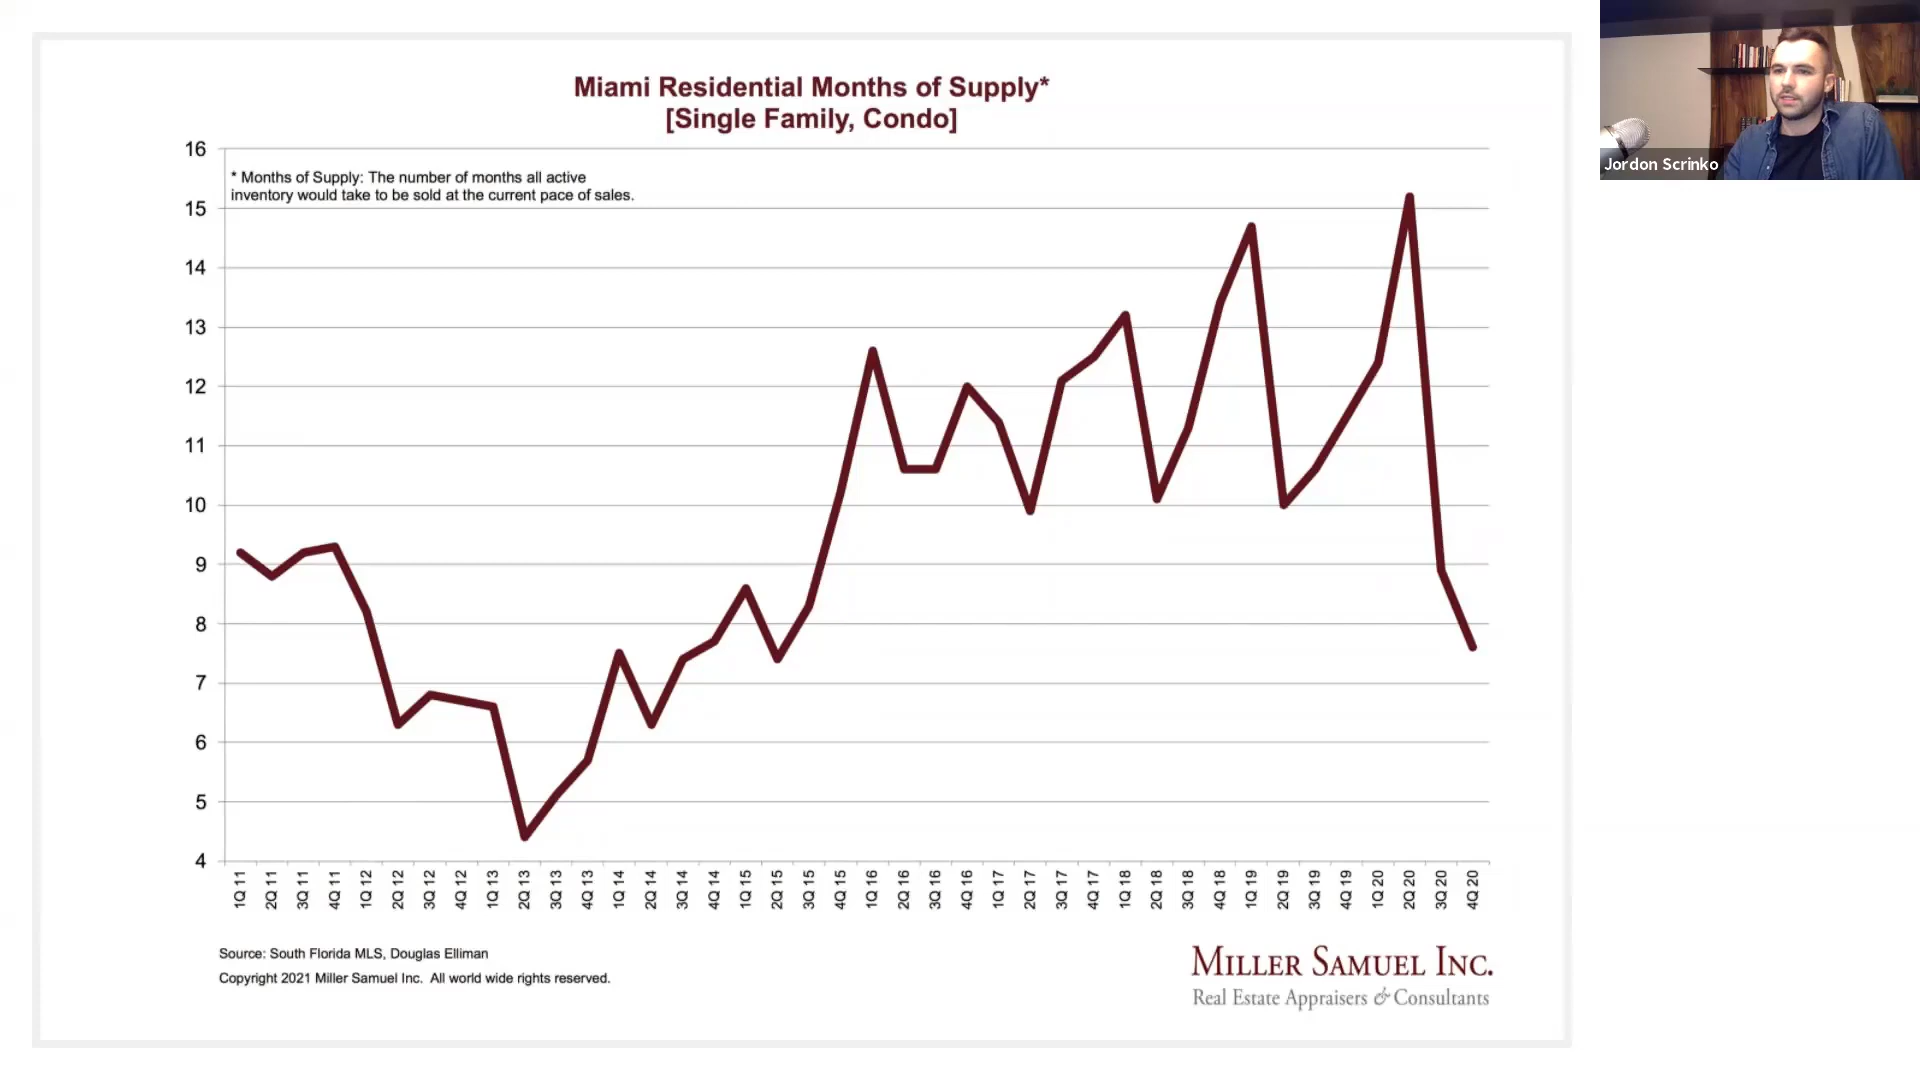 Miami Residential Months of Supply*
[Single Family, Condo]
16
* Months of Supply: The number of months all active
inventory would take to be sold at the current pace of sales.
15
14
13
12
11
10
9
8
7
6
5
4
1Q 11
2Q 11
3Q 11
4Q 11
1Q 12
2Q 12
3Q 12
4Q 12
1Q 13
2Q 13
3Q 13
4Q 13
1Q 14
2Q 14
3Q 14
4Q 14
1Q 15
2Q 15
3Q 15
4Q 15
1Q 16
2Q 16
3Q 16
4Q 16
1Q 17
2Q 17
3Q 17
4Q 17
1Q 18
2Q 18
3Q 18
4Q 18
1Q 19
2Q 19
3Q 19
4Q 19
1Q 20
2Q 20
3Q 20
4Q 20
Source: South Florida MLS, Douglas Elliman
Copyright 2021 Miller Samuel Inc. All world wide rights reserved.
MILLER SAMUEL INC.
Real Estate Appraisers & Consultants
Jordon Scrinko